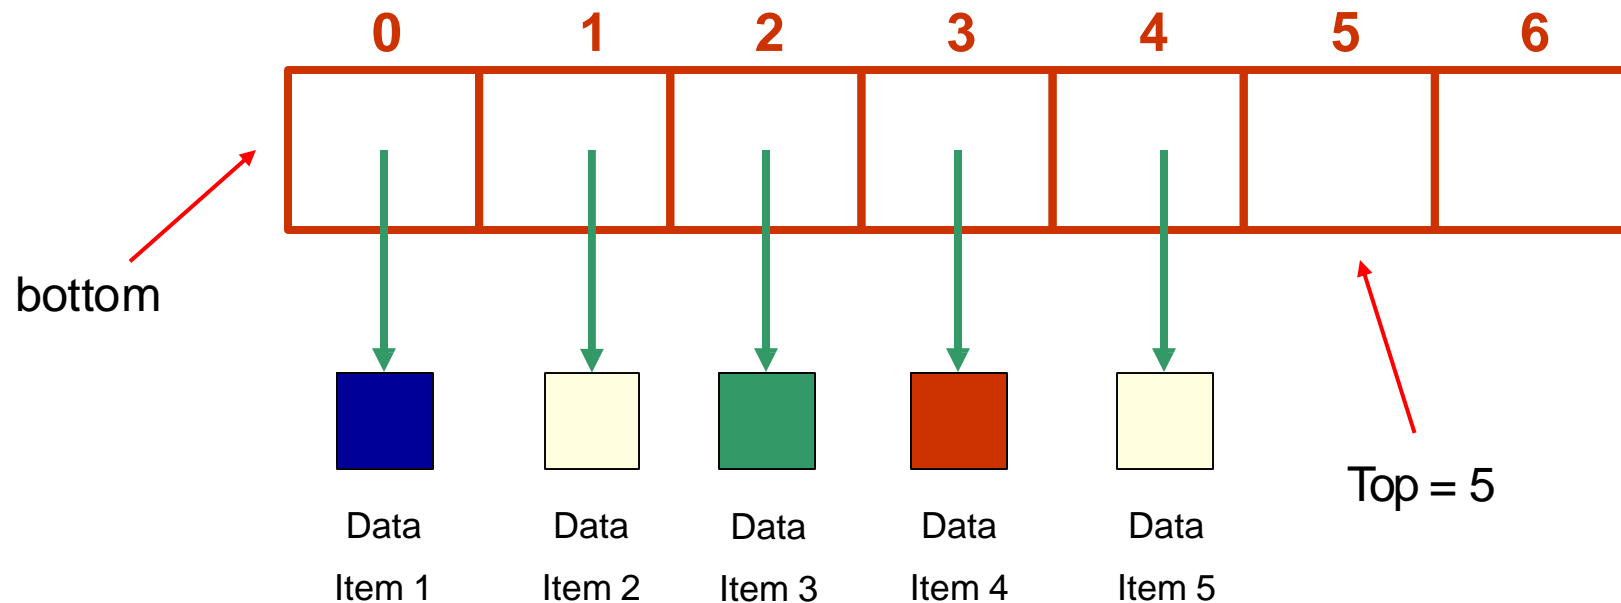 0 1 2 3 4 5 6
bottom
Top = 5
Data Data Data Data Data
Item 1 Item 2 Item 3 Item 4 Item 5